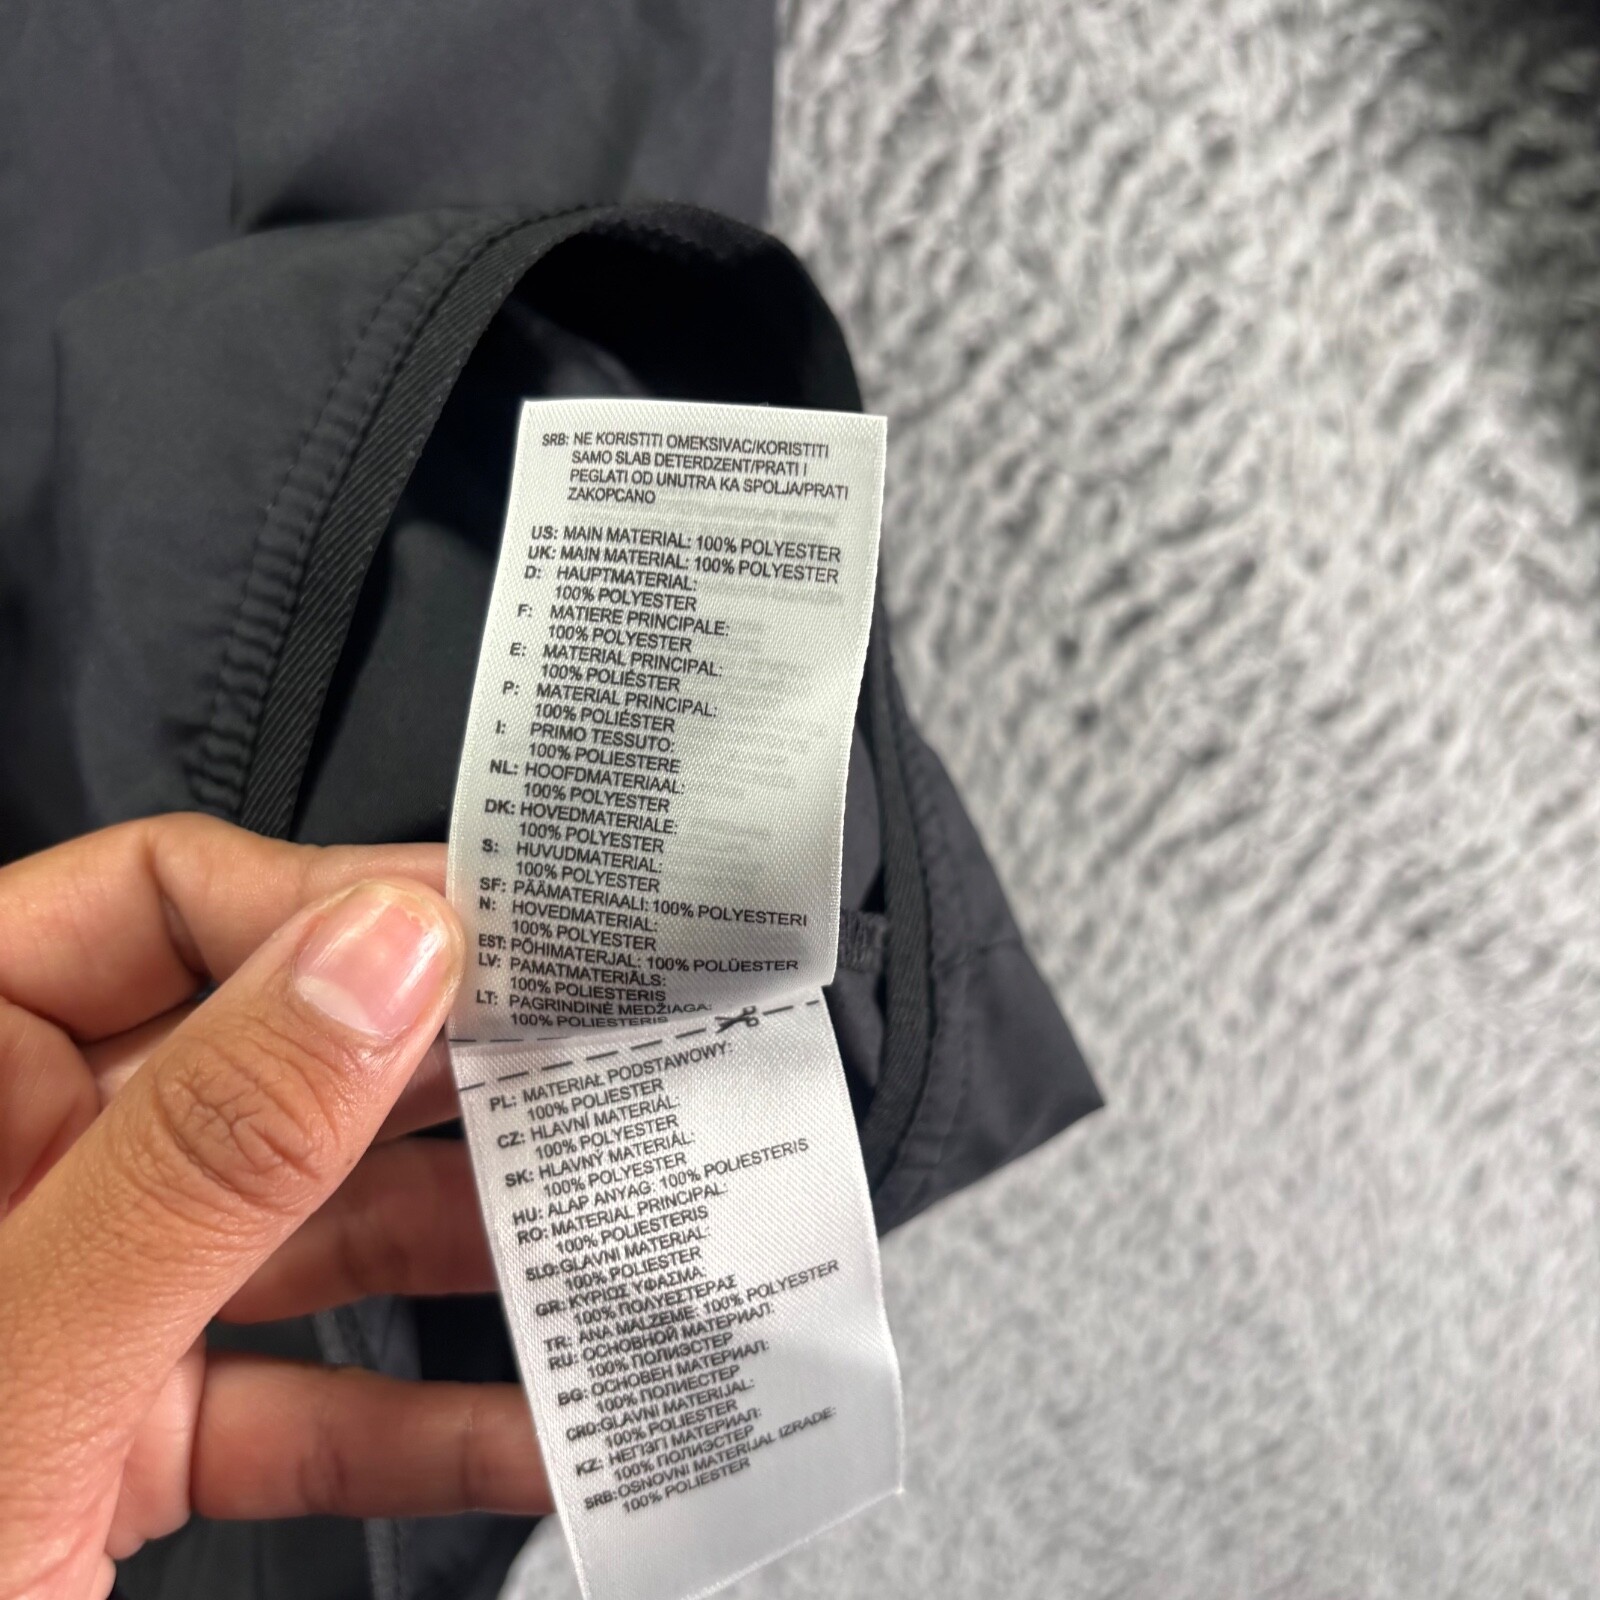 SRB: NE KORISTITI OMEKSIVAC/KORISTITI
SAMO SLAB DETERDZENT/PRATI I
PEGLATI OD UNUTRA KA SPOLJA/PRATI
ZAKOPCANO
US: MAIN MATERIAL: 100% POLYESTER
UK: MAIN MATERIAL: 100% POLYESTER
D: HAUPTMATERIAL:
100% POLYESTER
F: MATIERE PRINCIPALE:
100% POLYESTER
E: MATERIAL PRINCIPAL:
100% POLIÉSTER
P: MATERIAL PRINCIPAL:
100% POLIÉSTER
I: PRIMO TESSUTO:
100% POLIESTERE
NL: HOOFDMATERIAAL:
100% POLYESTER
DK: HOVEDMATERIALE:
100% POLYESTER
S: HUVUDMATERIAL:
100% POLYESTER
SF: PÄÄMATERIAALI: 100% POLYESTERI
N: HOVEDMATERIAL:
100% POLYESTER
EST: PÕHIMATERJAL: 100% POLÜESTER
LV: PAMATMATERIĀLS:
100% POLIESTERIS
LT: PAGRINDINĖ MEDŽIAGA:
100% POLIESTERIS
PL: MATERIAŁ PODSTAWOWY:
100% POLIESTER
CZ: HLAVNÍ MATERIÁL:
100% POLYESTER
SK: HLAVNÝ MATERIÁL:
100% POLYESTER
HU: ALAP ANYAG: 100% POLIESTERIS
RO: MATERIAL PRINCIPAL:
100% POLIESTERIS
SLO: GLAVNI MATERIAL:
100% POLIESTER
GR: ΚΥΡΙΩΣ ΥΦΑΣΜΑ:
100% ΠΟΛΥΕΣΤΕΡΑΣ
TR: ANA MALZEME: 100% POLYESTER
RU: ОСНОВНОЙ МАТЕРИАЛ:
100% ПОЛИЭСТЕР
BG: ОСНОВЕН МАТЕРИАЛ:
100% ПОЛИЕСТЕР
CRO: GLAVNI MATERIJAL:
100% POLIESTER
KZ: НЕГІЗГІ МАТЕРИАЛ:
100% ПОЛИЭСТЕР
SRB: OSNOVNI MATERIJAL IZRADE:
100% POLIESTER